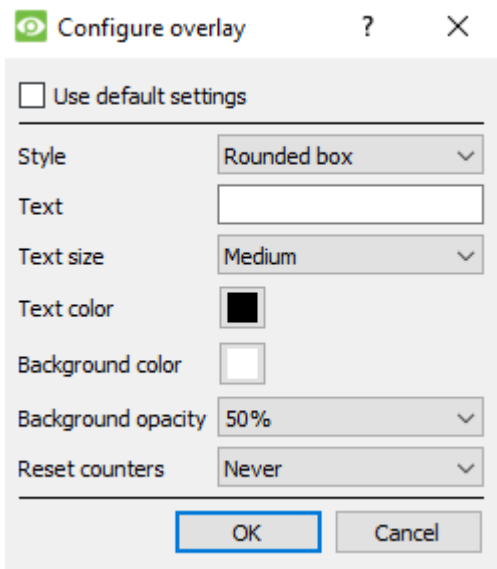 Configure overlay ?
Use default settings
Style Rounded box
Text
Text size Medium
Text color
Background color
Background opacity 50%
Reset counters Never
OK Cancel